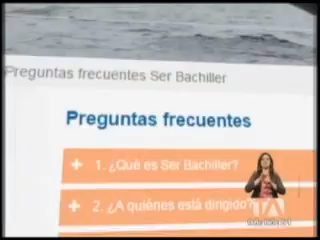 Preguntas frecuentes Ser Bachiller
Preguntas frecuentes
+ 1. ¿Qué es Ser Bachiller?
+ 2. ¿A quiénes está dirigido?